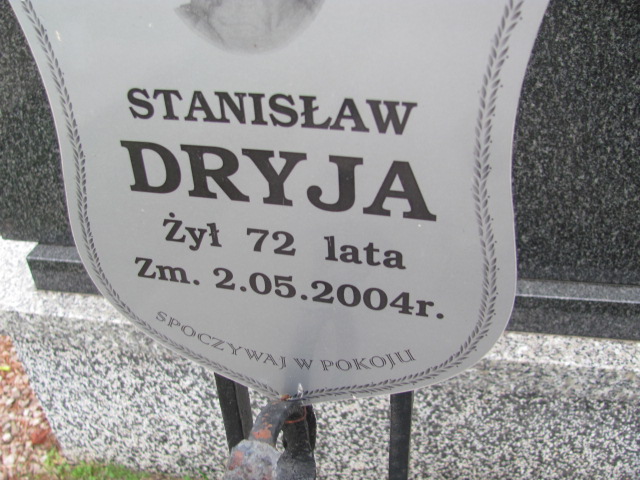 STANISŁAW
DRYJA
Żył 72 lata
Zm. 2.05.2004r.
SPOCZYWAJ W POKOJU